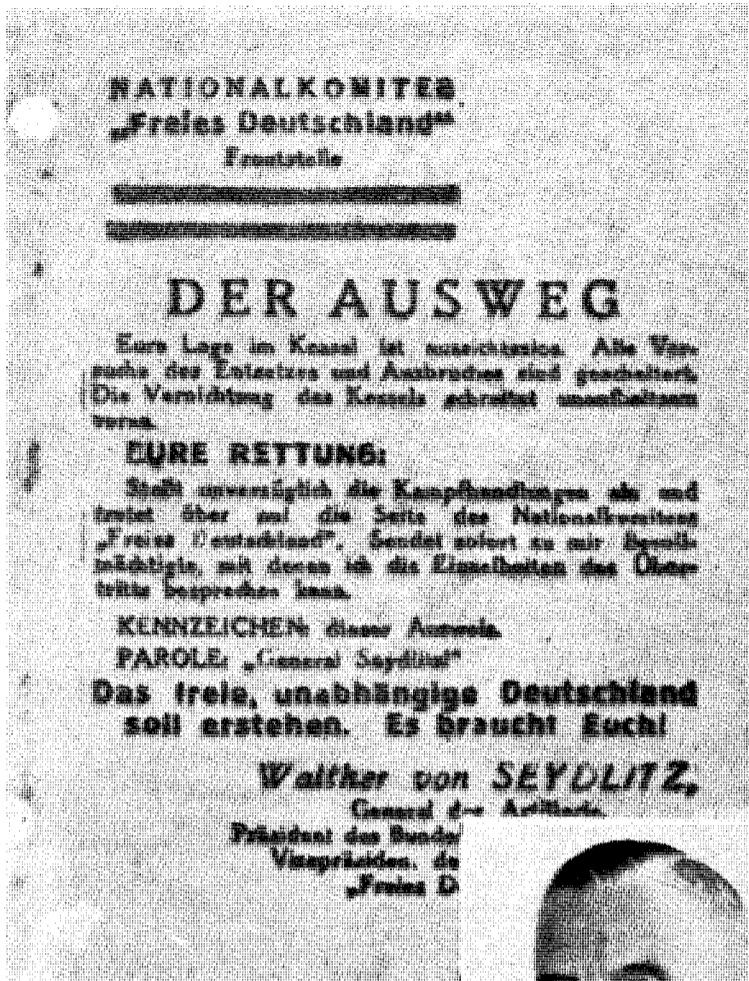 NATIONALKOMITEE
„Freies Deutschland“
Frontstelle
DER AUSWEG
Eure Lage im Kessel ist aussichtslos. Alle Ver-
suche des Entsatzes und Ausbruches sind gescheitert.
Die Vernichtung des Kessels schreitet unaufhaltsam
voran.
EURE RETTUNG:
Stellt unverzüglich die Kampfhandlungen ein und
tretet über auf die Seite des Nationalkomitees
„Freies Deutschland“. Sendet sofort zu mir Bevoll-
mächtigte, mit denen ich die Einzelheiten des Über-
tritts besprechen kann.
KENNZEICHEN: dieser Ausweis.
PAROLE: „General Seydlitz“
Das freie, unabhängige Deutschland
soll erstehen. Es braucht Euch!
Walther von SEYDLITZ,
General der Artillerie,
Präsident des Bunde
Vizepräsident de
„Freies D